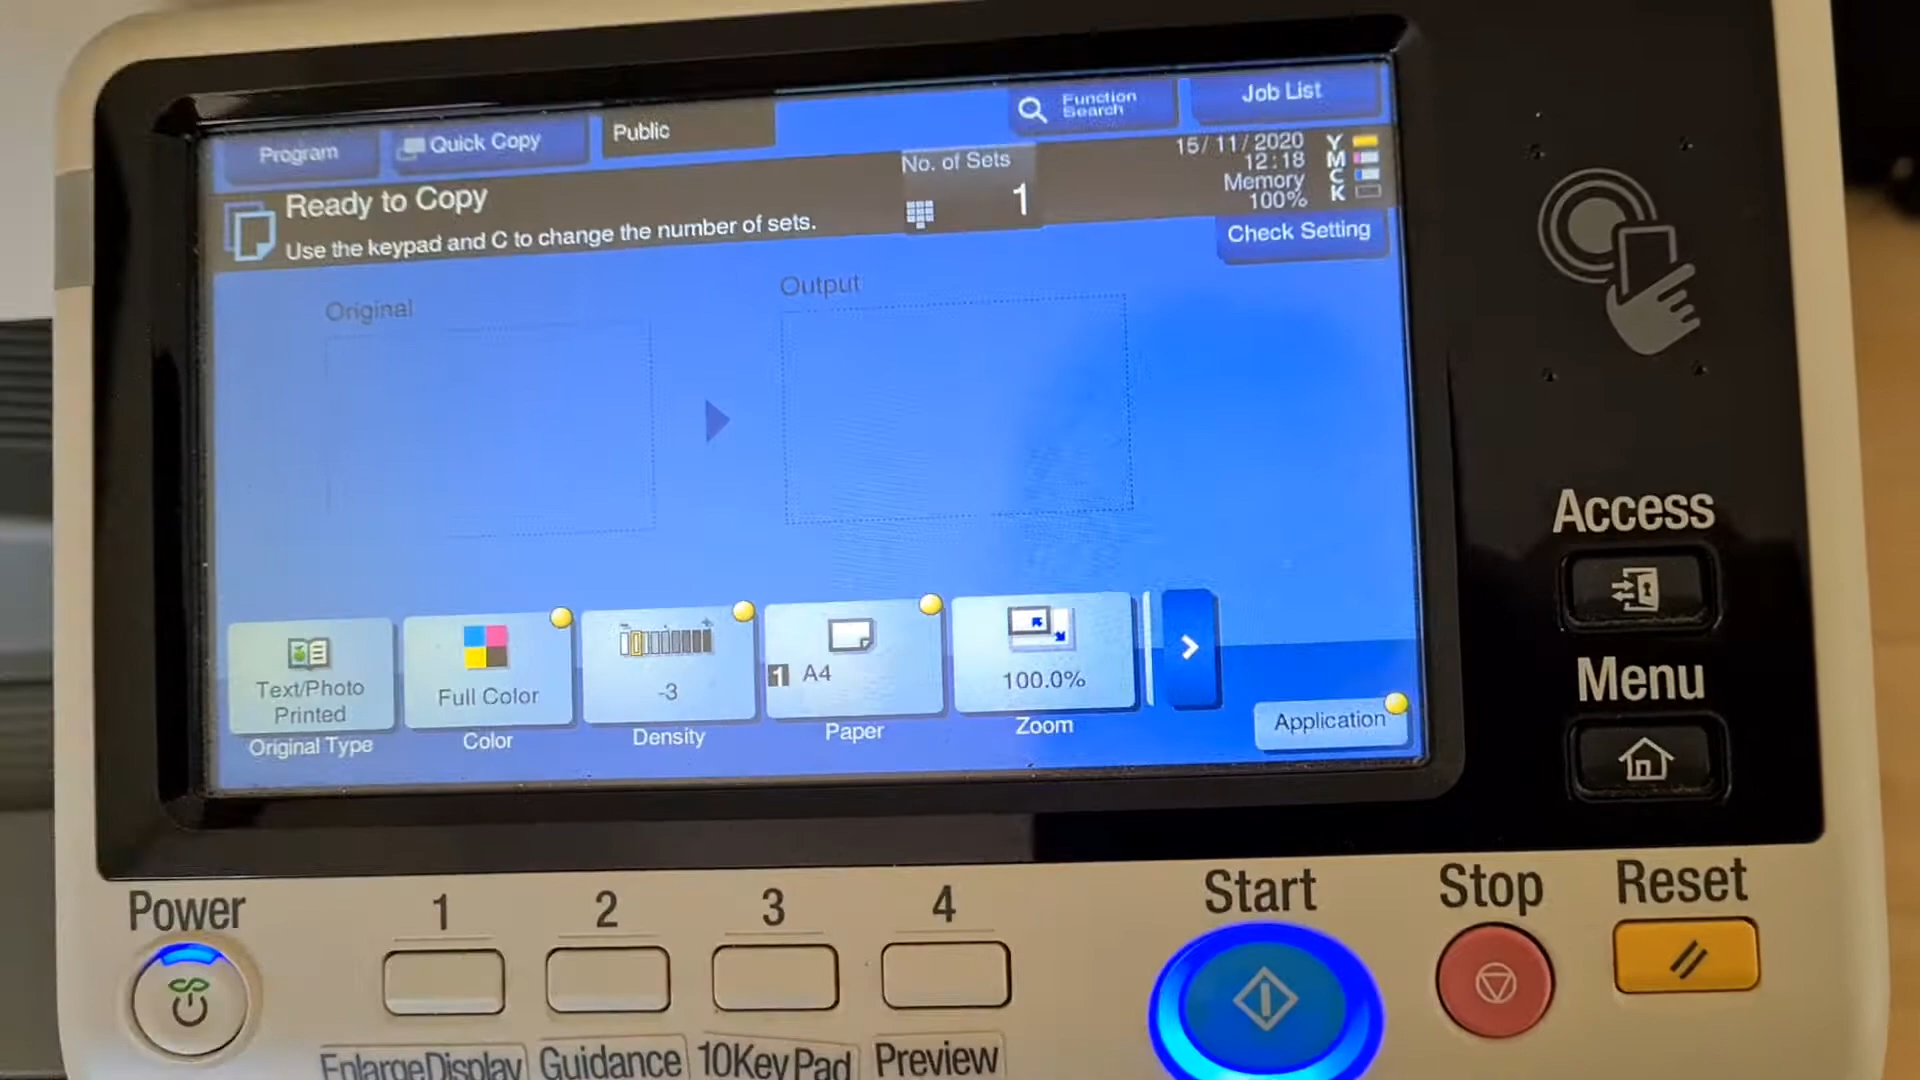 Program
Quick Copy
Public
Function
Search
Job List
Ready to Copy
Use the keypad and C to change the number of sets.
No. of Sets
1
15/11/2020
12:18
Memory
100%
Y
M
C
K
Check Setting
Original
Output
Text/Photo
Printed
Original Type
Full Color
Color
-3
Density
1 A4
Paper
100.0%
Zoom
Application
Access
Menu
Power
1
2
3
4
Start
Stop
Reset
EnlargeDisplay
Guidance
10KeyPad
Preview